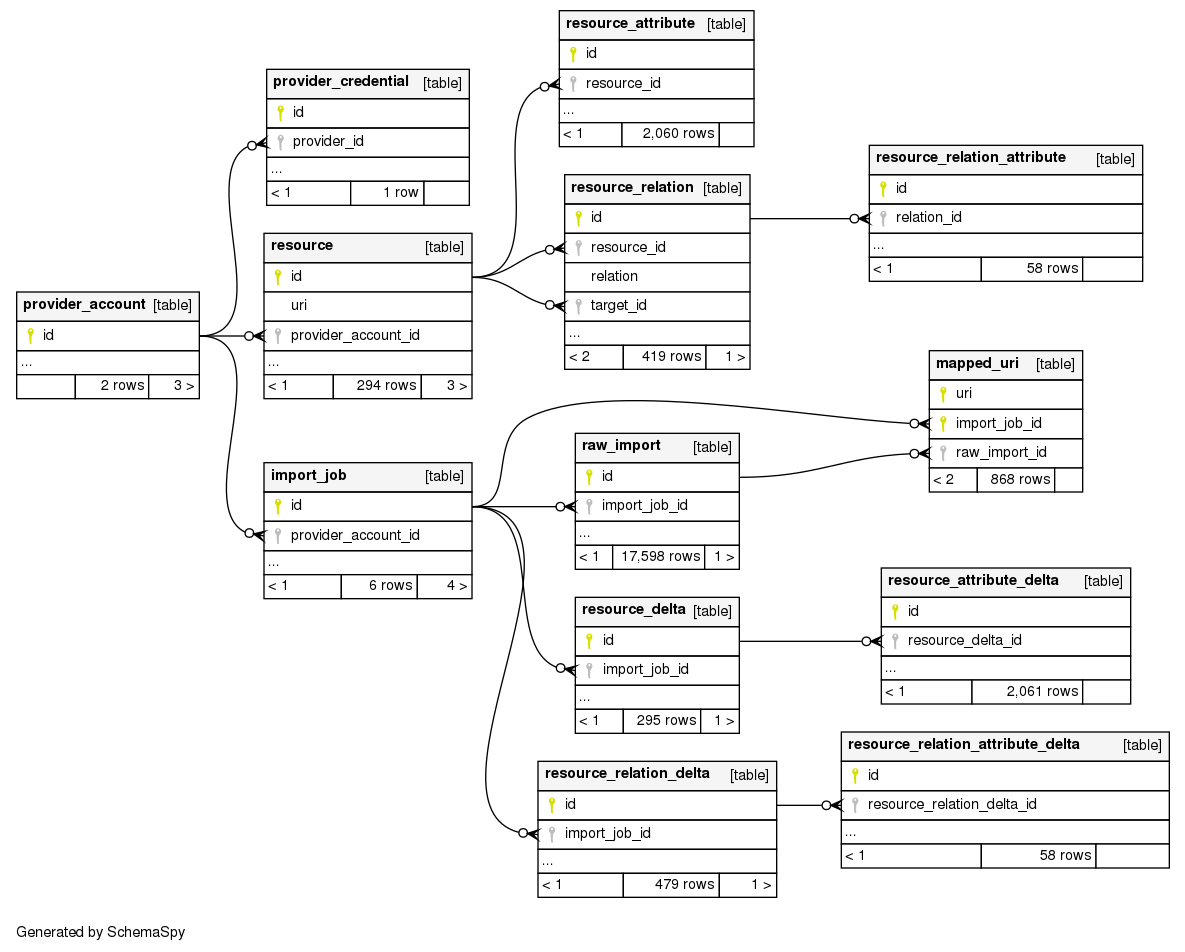 resource_attribute [table]
id
resource_id
...
< 1 2,060 rows
provider_credential [table]
id
provider_id
...
< 1 1 row
resource_relation_attribute [table]
id
relation_id
...
< 1 58 rows
resource_relation [table]
id
resource_id
relation
target_id
...
< 2 419 rows 1 >
resource [table]
id
uri
provider_account_id
...
< 1 294 rows 3 >
provider_account [table]
id
...
2 rows 3 >
mapped_uri [table]
uri
import_job_id
raw_import_id
< 2 868 rows
raw_import [table]
id
import_job_id
...
< 1 17,598 rows 1 >
import_job [table]
id
provider_account_id
...
< 1 6 rows 4 >
resource_attribute_delta [table]
id
resource_delta_id
...
< 1 2,061 rows
resource_delta [table]
id
import_job_id
...
< 1 295 rows 1 >
resource_relation_attribute_delta [table]
id
resource_relation_delta_id
...
< 1 58 rows
resource_relation_delta [table]
id
import_job_id
...
< 1 479 rows 1 >
Generated by SchemaSpy